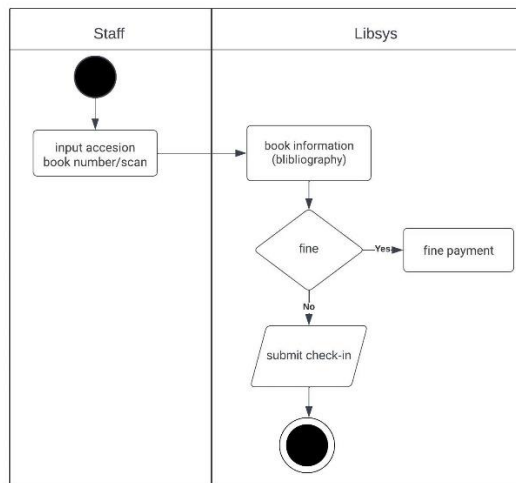 Staff
Libsys
input accesion
book number/scan
book information
(blibliography)
fine
Yes
fine payment
No
submit check-in